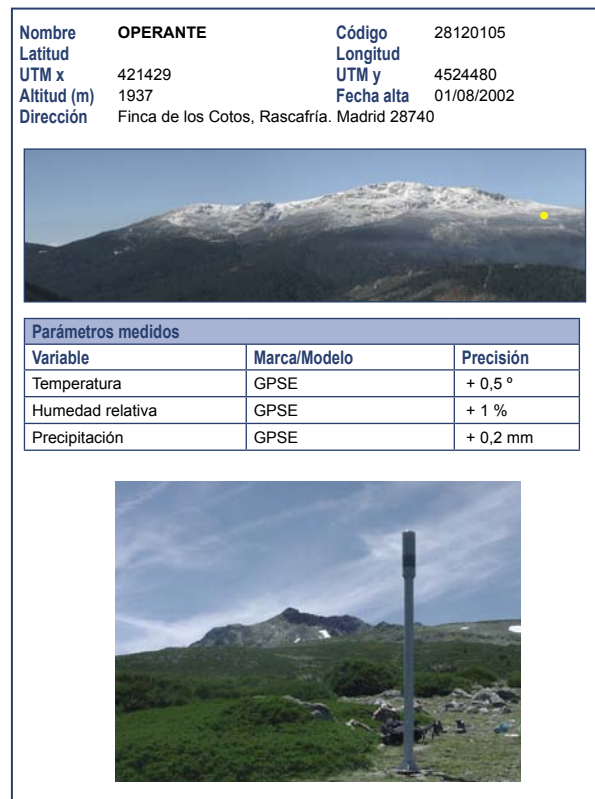 Nombre OPERANTE Código 28120105
Latitud Longitud
UTM x 421429 UTM y 4524480
Altitud (m) 1937 Fecha alta 01/08/2002
Dirección Finca de los Cotos, Rascafría. Madrid 28740
Parámetros medidos
Variable Marca/Modelo Precisión
Temperatura GPSE + 0,5 º
Humedad relativa GPSE + 1 %
Precipitación GPSE + 0,2 mm